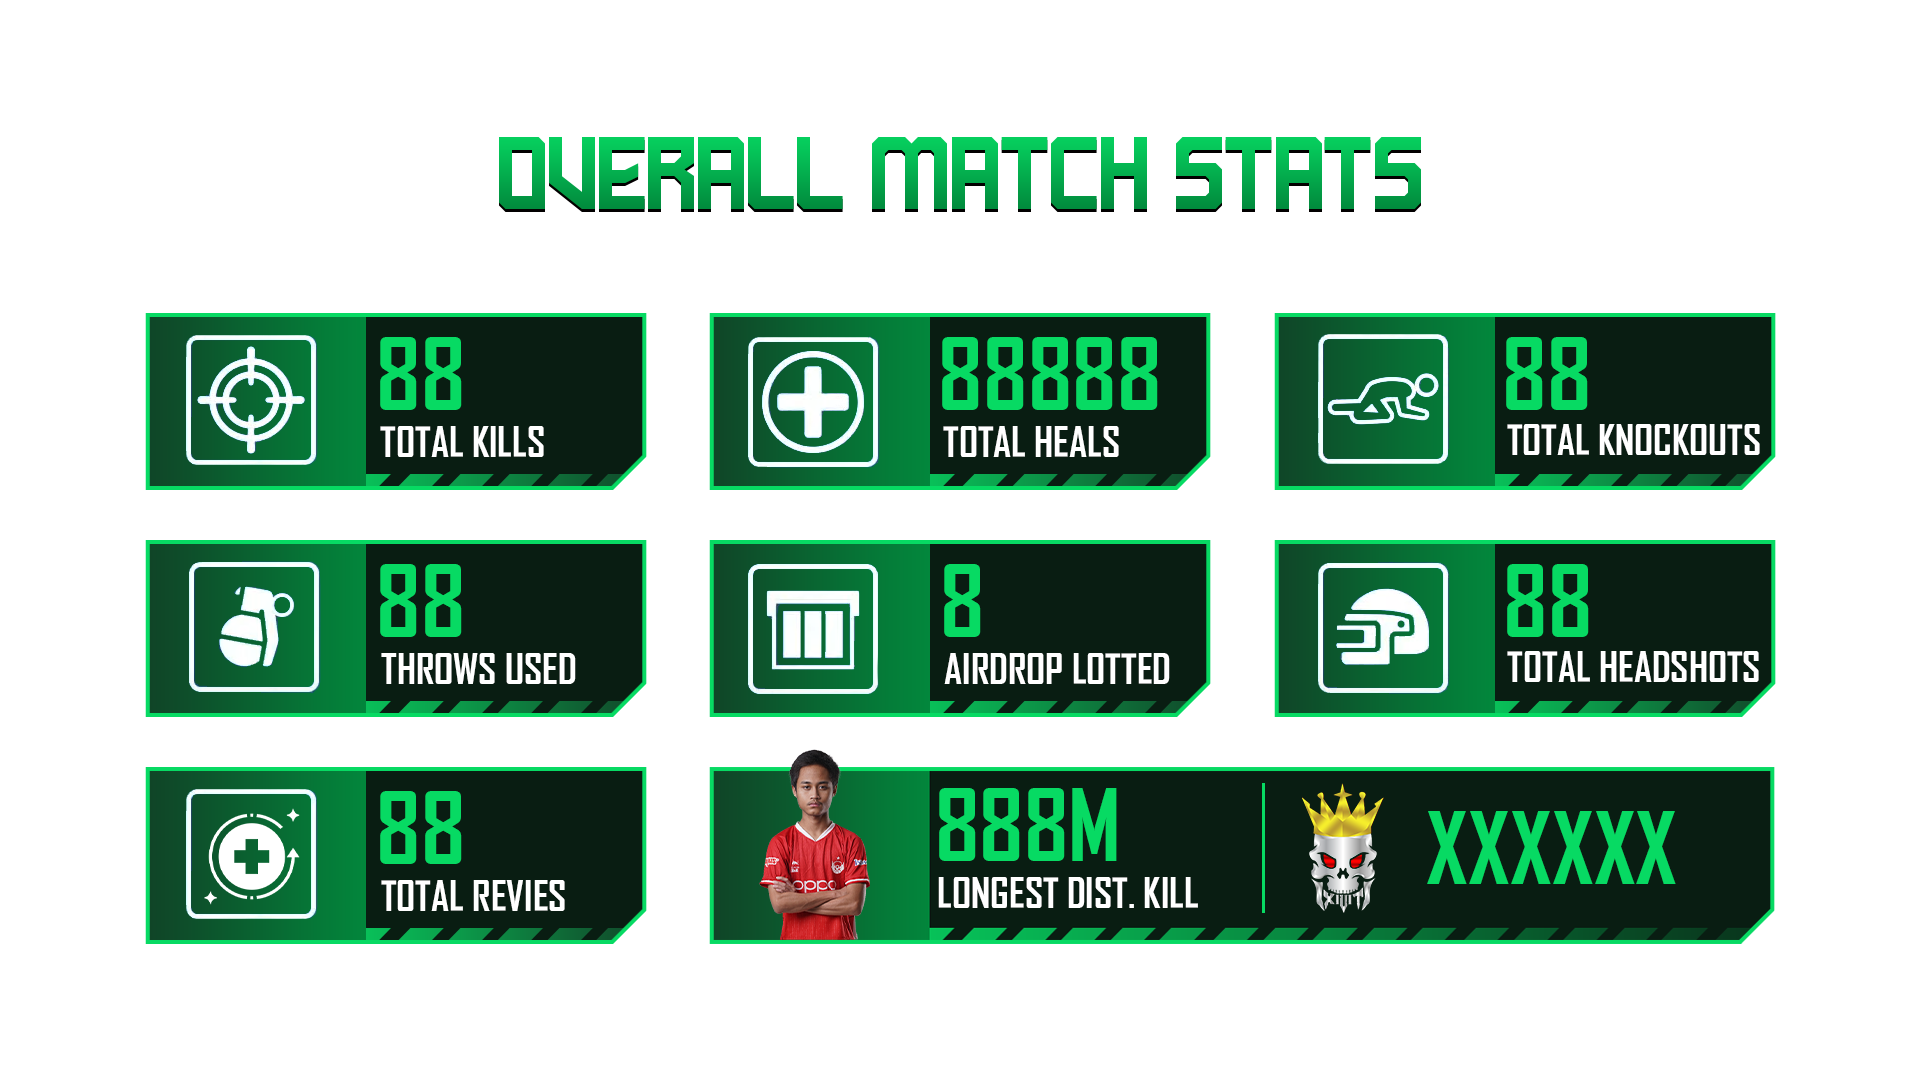 OVERALL MATCH STATS
88
TOTAL KILLS
88888
TOTAL HEALS
88
TOTAL KNOCKOUTS
88
THROWS USED
8
AIRDROP LOTTED
88
TOTAL HEADSHOTS
88
TOTAL REVIES
oppo
888M
LONGEST DIST. KILL
XXXXXX